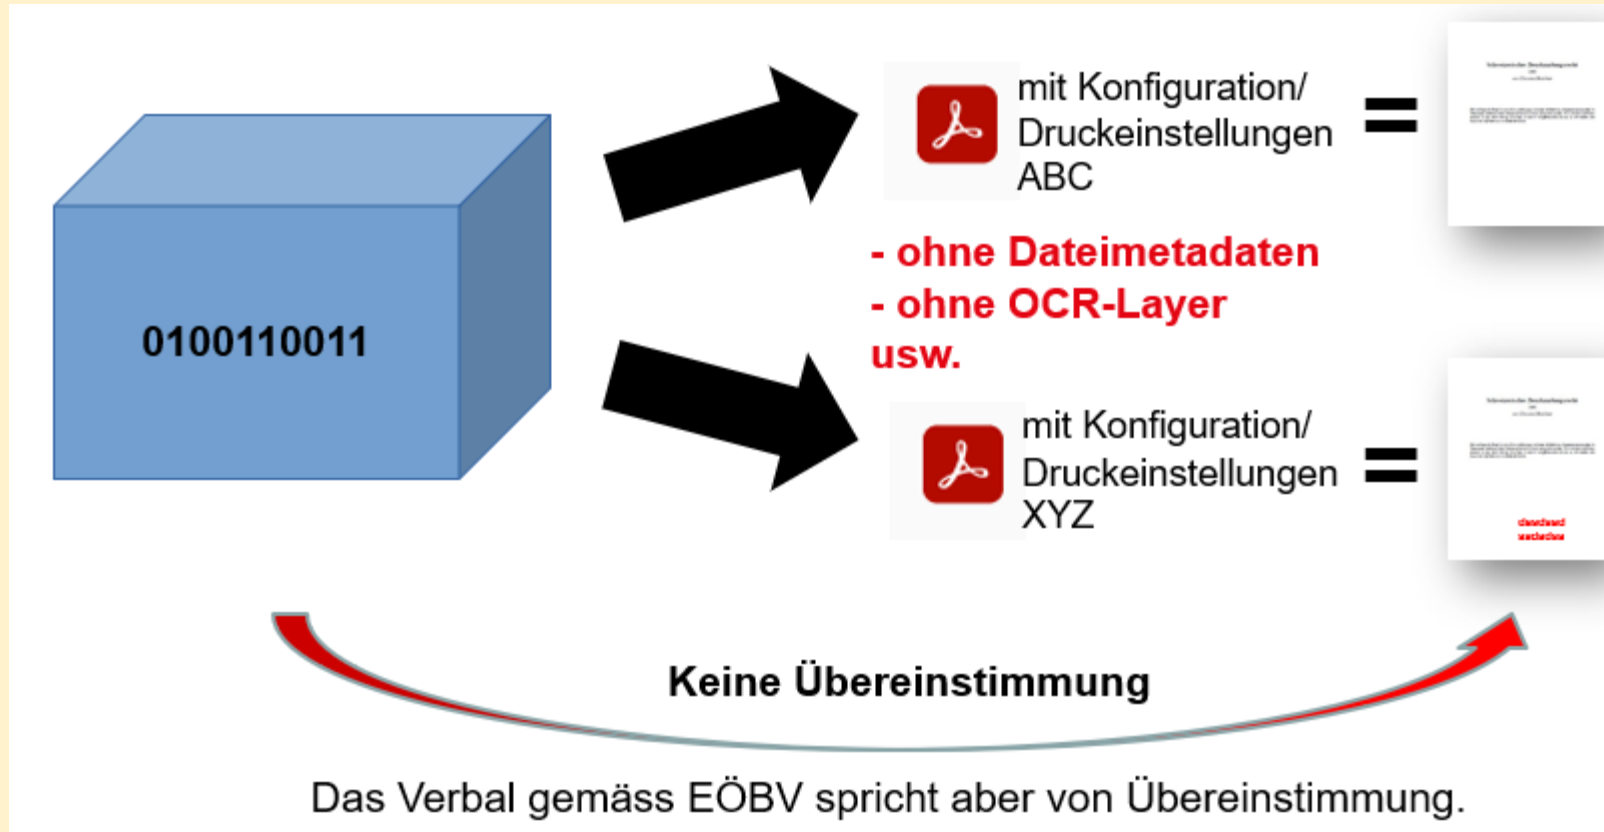 0100110011
mit Konfiguration/
Druckeinstellungen
ABC
=
- ohne Dateimetadaten
- ohne OCR-Layer
usw.
mit Konfiguration/
Druckeinstellungen
XYZ
=
Keine Übereinstimmung
Das Verbal gemäss EÖBV spricht aber von Übereinstimmung.